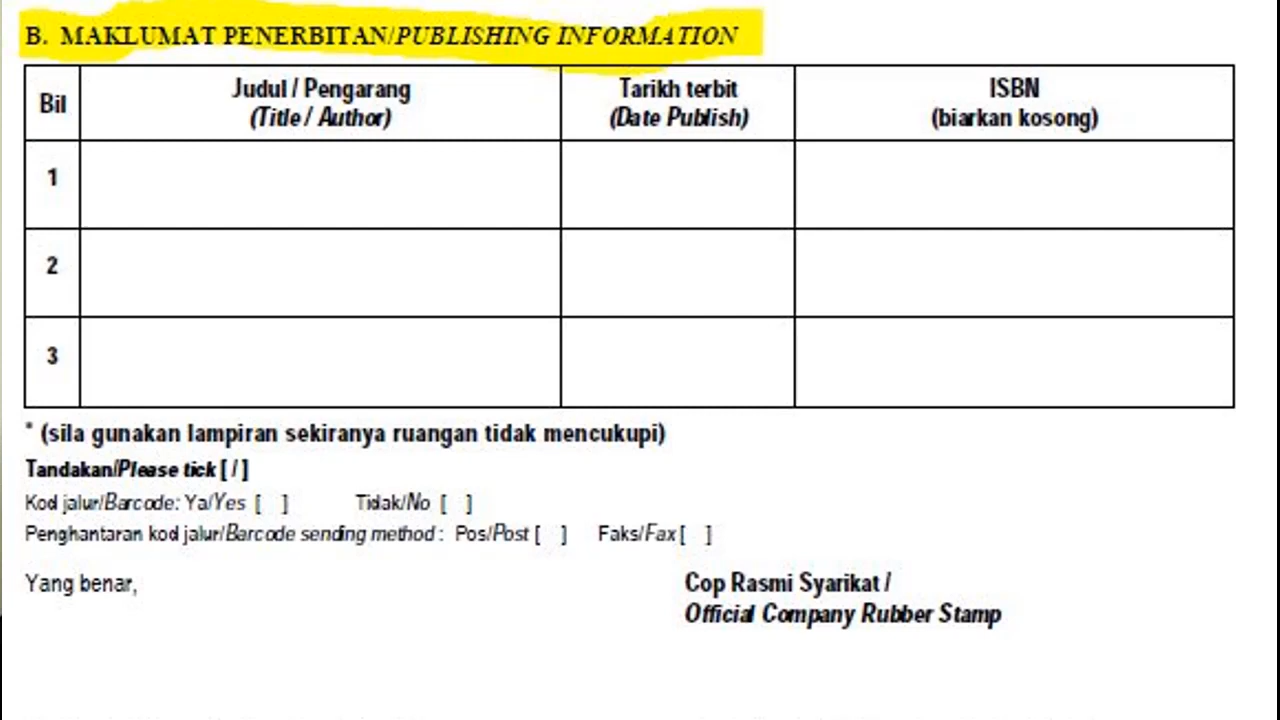 B. MAKLUMAT PENERBITAN/PUBLISHING INFORMATION
Bil
Judul / Pengarang
(Title / Author)
Tarikh terbit
(Date Publish)
ISBN
(biarkan kosong)
1
2
3
* (sila gunakan lampiran sekiranya ruangan tidak mencukupi)
Tandakan/Please tick [ / ]
Kod jalur/Barcode: Ya/Yes [ ] Tidak/No [ ]
Penghantaran kod jalur/Barcode sending method : Pos/Post [ ] Faks/Fax [ ]
Yang benar,
Cop Rasmi Syarikat /
Official Company Rubber Stamp